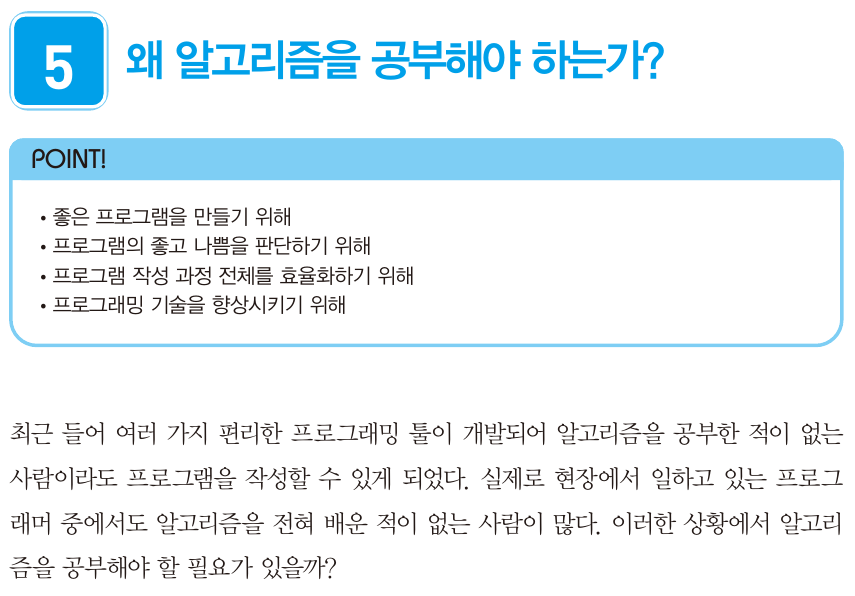 5 왜 알고리즘을 공부해야 하는가?
POINT!
• 좋은 프로그램을 만들기 위해
• 프로그램의 좋고 나쁨을 판단하기 위해
• 프로그램 작성 과정 전체를 효율화하기 위해
• 프로그래밍 기술을 향상시키기 위해
최근 들어 여러 가지 편리한 프로그래밍 툴이 개발되어 알고리즘을 공부한 적이 없는
사람이라도 프로그램을 작성할 수 있게 되었다. 실제로 현장에서 일하고 있는 프로그
래머 중에서도 알고리즘을 전혀 배운 적이 없는 사람이 많다. 이러한 상황에서 알고리
즘을 공부해야 할 필요가 있을까?